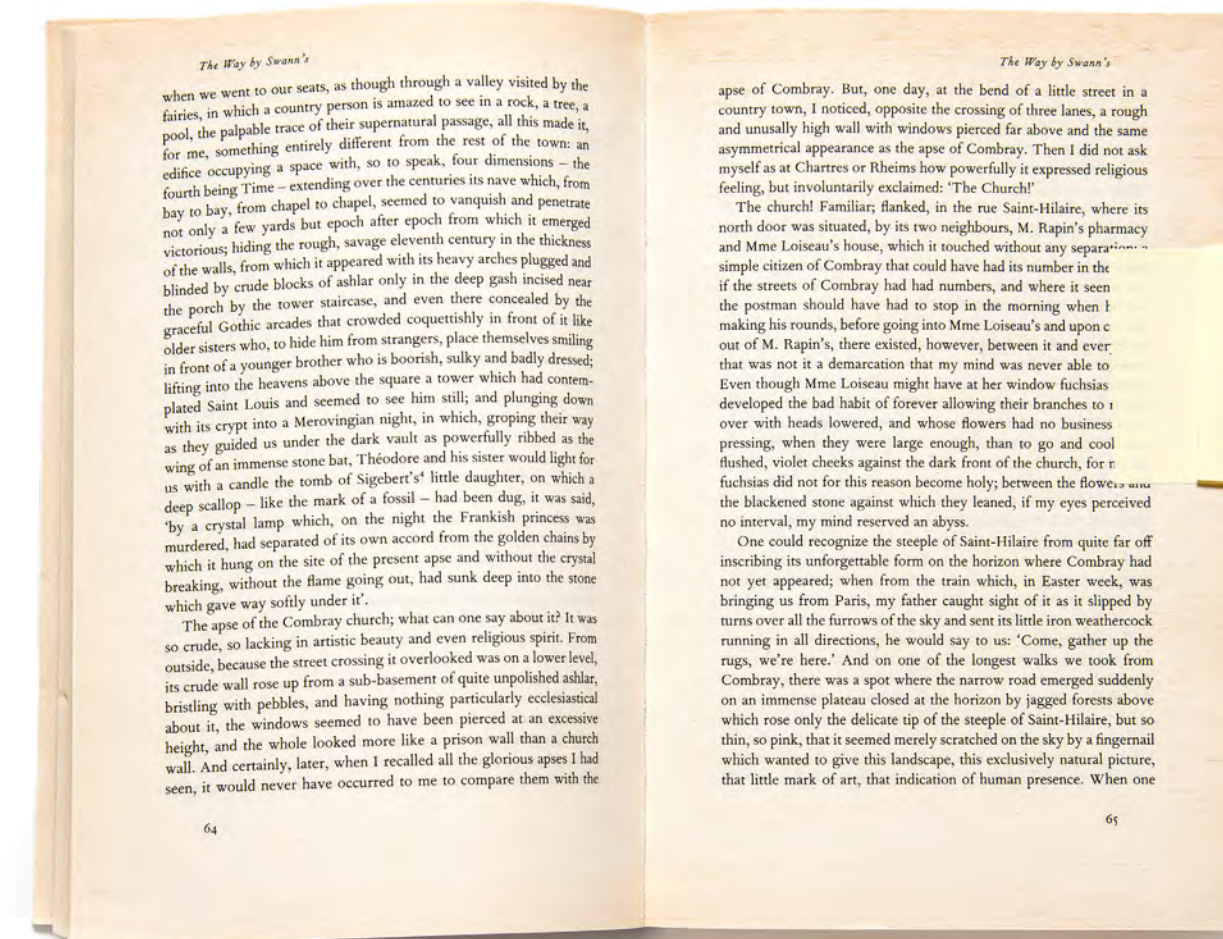 The Way by Swann's
when we went to our seats, as though through a valley visited by the
fairies, in which a country person is amazed to see in a rock, a tree, a
pool, the palpable trace of their supernatural passage, all this made it,
for me, something entirely different from the rest of the town: an
edifice occupying a space with, so to speak, four dimensions – the
fourth being Time – extending over the centuries its nave which, from
bay to bay, from chapel to chapel, seemed to vanquish and penetrate
not only a few yards but epoch after epoch from which it emerged
victorious; hiding the rough, savage eleventh century in the thickness
of the walls, from which it appeared with its heavy arches plugged and
blinded by crude blocks of ashlar only in the deep gash incised near
the porch by the tower staircase, and even there concealed by the
graceful Gothic arcades that crowded coquettishly in front of it like
older sisters who, to hide him from strangers, place themselves smiling
in front of a younger brother who is boorish, sulky and badly dressed;
lifting into the heavens above the square a tower which had contem-
plated Saint Louis and seemed to see him still; and plunging down
with its crypt into a Merovingian night, in which, groping their way
as they guided us under the dark vault as powerfully ribbed as the
wing of an immense stone bat, Théodore and his sister would light for
us with a candle the tomb of Sigebert's⁴ little daughter, on which a
deep scallop – like the mark of a fossil – had been dug, it was said,
'by a crystal lamp which, on the night the Frankish princess was
murdered, had separated of its own accord from the golden chains by
which it hung on the site of the present apse and without the crystal
breaking, without the flame going out, had sunk deep into the stone
which gave way softly under it'.
The apse of the Combray church; what can one say about it? It was
so crude, so lacking in artistic beauty and even religious spirit. From
outside, because the street crossing it overlooked was on a lower level,
its crude wall rose up from a sub-basement of quite unpolished ashlar,
bristling with pebbles, and having nothing particularly ecclesiastical
about it, the windows seemed to have been pierced at an excessive
height, and the whole looked more like a prison wall than a church
wall. And certainly, later, when I recalled all the glorious apses I had
seen, it would never have occurred to me to compare them with the
64
The Way by Swann's
apse of Combray. But, one day, at the bend of a little street in a
country town, I noticed, opposite the crossing of three lanes, a rough
and unusally high wall with windows pierced far above and the same
asymmetrical appearance as the apse of Combray. Then I did not ask
myself as at Chartres or Rheims how powerfully it expressed religious
feeling, but involuntarily exclaimed: 'The Church!'
The church! Familiar; flanked, in the rue Saint-Hilaire, where its
north door was situated, by its two neighbours, M. Rapin's pharmacy
and Mme Loiseau's house, which it touched without any
simple citizen of Combray that could have had its number in the
if the streets of Combray had had numbers, and where it
the postman should have had to stop in the morning when
making his rounds, before going into Mme Loiseau's and upon
out of M. Rapin's, there existed, however, between it and
that was not it a demarcation that my mind was never able to
Even though Mme Loiseau might have at her window fuchsias
developed the bad habit of forever allowing their branches to
over with heads lowered, and whose flowers had no business
pressing, when they were large enough, than to go and cool
flushed, violet cheeks against the dark front of the church, for
fuchsias did not for this reason become holy; between the flowers and
the blackened stone against which they leaned, if my eyes perceived
no interval, my mind reserved an abyss.
One could recognize the steeple of Saint-Hilaire from quite far off
inscribing its unforgettable form on the horizon where Combray had
not yet appeared; when from the train which, in Easter week, was
bringing us from Paris, my father caught sight of it as it slipped by
turns over all the furrows of the sky and sent its little iron weathercock
running in all directions, he would say to us: 'Come, gather up the
rugs, we're here.' And on one of the longest walks we took from
Combray, there was a spot where the narrow road emerged suddenly
on an immense plateau closed at the horizon by jagged forests above
which rose only the delicate tip of the steeple of Saint-Hilaire, but so
thin, so pink, that it seemed merely scratched on the sky by a fingernail
which wanted to give this landscape, this exclusively natural picture,
that little mark of art, that indication of human presence. When one
65